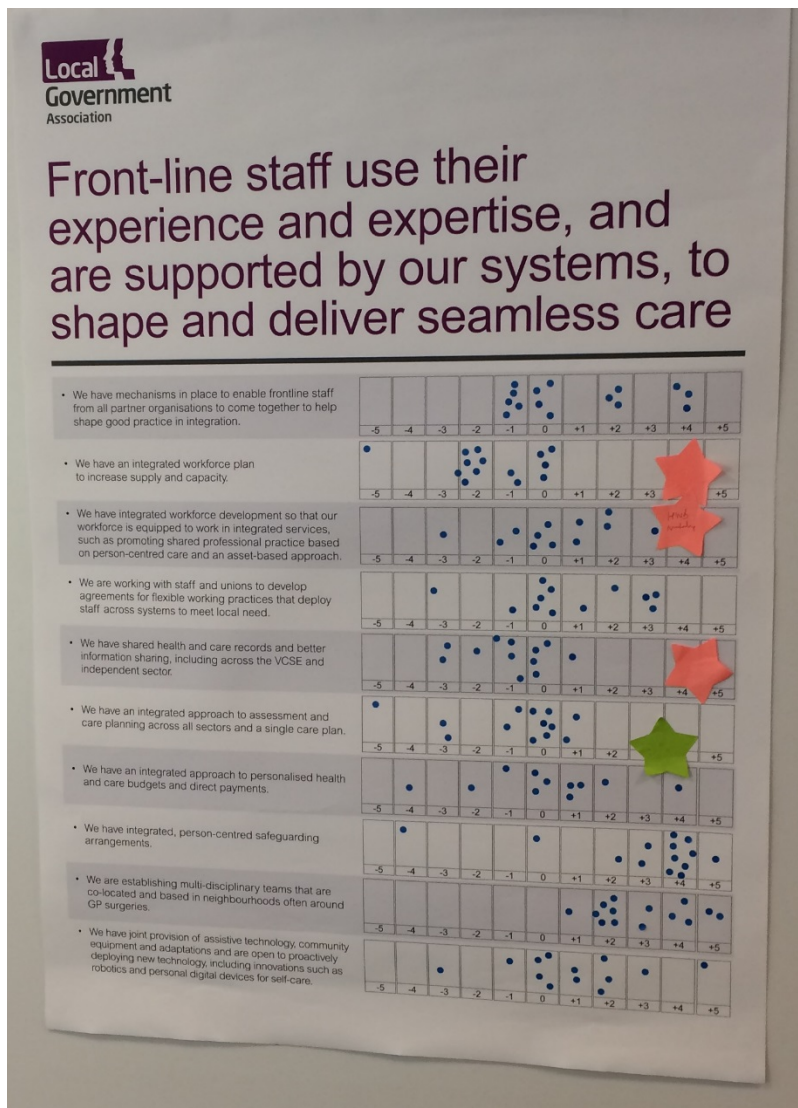 Local
Government
Association
Front-line staff use their
experience and expertise, and
are supported by our systems, to
shape and deliver seamless care
• We have mechanisms in place to enable frontline staff
from all partner organisations to come together to help
shape good practice in integration.
-5 -4 -3 -2 -1 0 +1 +2 +3 +4 +5
• We have an integrated workforce plan
to increase supply and capacity.
-5 -4 -3 -2 -1 0 +1 +2 +3 +5
• We have integrated workforce development so that our
workforce is equipped to work in integrated services,
such as promoting shared professional practice based
on person-centred care and an asset-based approach.
-5 -4 -3 -2 -1 0 +1 +2 +3 +4 +5
• We are working with staff and unions to develop
agreements for flexible working practices that deploy
staff across systems to meet local need.
-5 -4 -3 -2 -1 0 +1 +2 +3 +4 +5
• We have shared health and care records and better
information sharing, including across the VCSE and
independent sector.
-5 -4 -3 -2 -1 0 +1 +2 +3 +4 +5
• We have an integrated approach to assessment and
care planning across all sectors and a single care plan.
-5 -4 -3 -2 -1 0 +1 +2 +5
• We have an integrated approach to personalised health
and care budgets and direct payments.
-5 -4 -3 -2 -1 0 +1 +2 +3 +4 +5
• We have integrated, person-centred safeguarding
arrangements.
-5 -4 -3 -2 -1 0 +1 +2 +3 +4 +5
• We are establishing multi-disciplinary teams that are
co-located and based in neighbourhoods often around
GP surgeries.
-5 -4 -3 -2 -1 0 +1 +2 +3 +4 +5
• We have joint provision of assistive technology, community
equipment and adaptations and are open to proactively
deploying new technology, including innovations such as
robotics and personal digital devices for self-care.
-5 -4 -3 -2 -1 0 +1 +2 +3 +4 +5